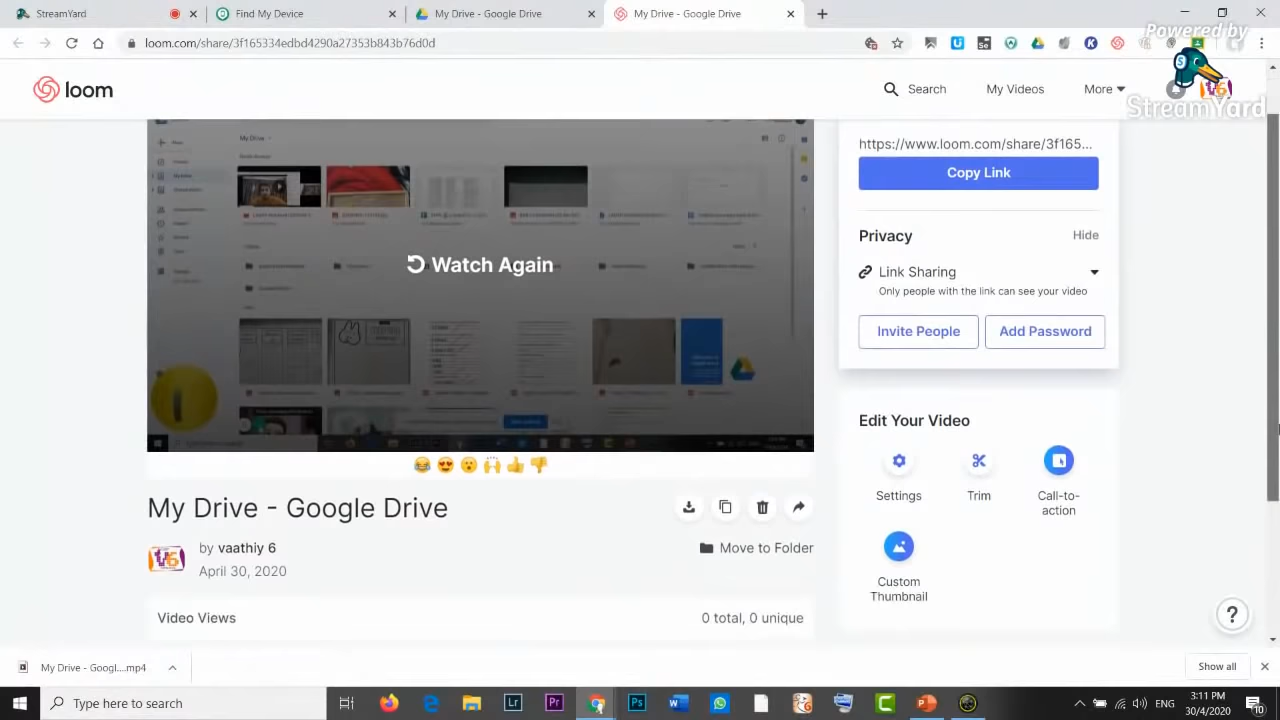 StreamYard
Find My Device
My Drive - Google Drive
My Drive - Google Drive
Powered by
loom.com/share/3f165334edbd4290a27353b843b76d0d
StreamYard
loom
Search
My Videos
More
My Drive
https://www.loom.com/share/3f165...
Copy Link
Privacy
Hide
Link Sharing
Only people with the link can see your video
Invite People
Add Password
Watch Again
Edit Your Video
Settings
Trim
Call-to-action
Custom Thumbnail
My Drive - Google Drive
by vaathiy 6
April 30, 2020
Move to Folder
Video Views
0 total, 0 unique
?
My Drive - Googl....mp4
Show all
Type here to search
ENG
3:11 PM
30/4/2020
10